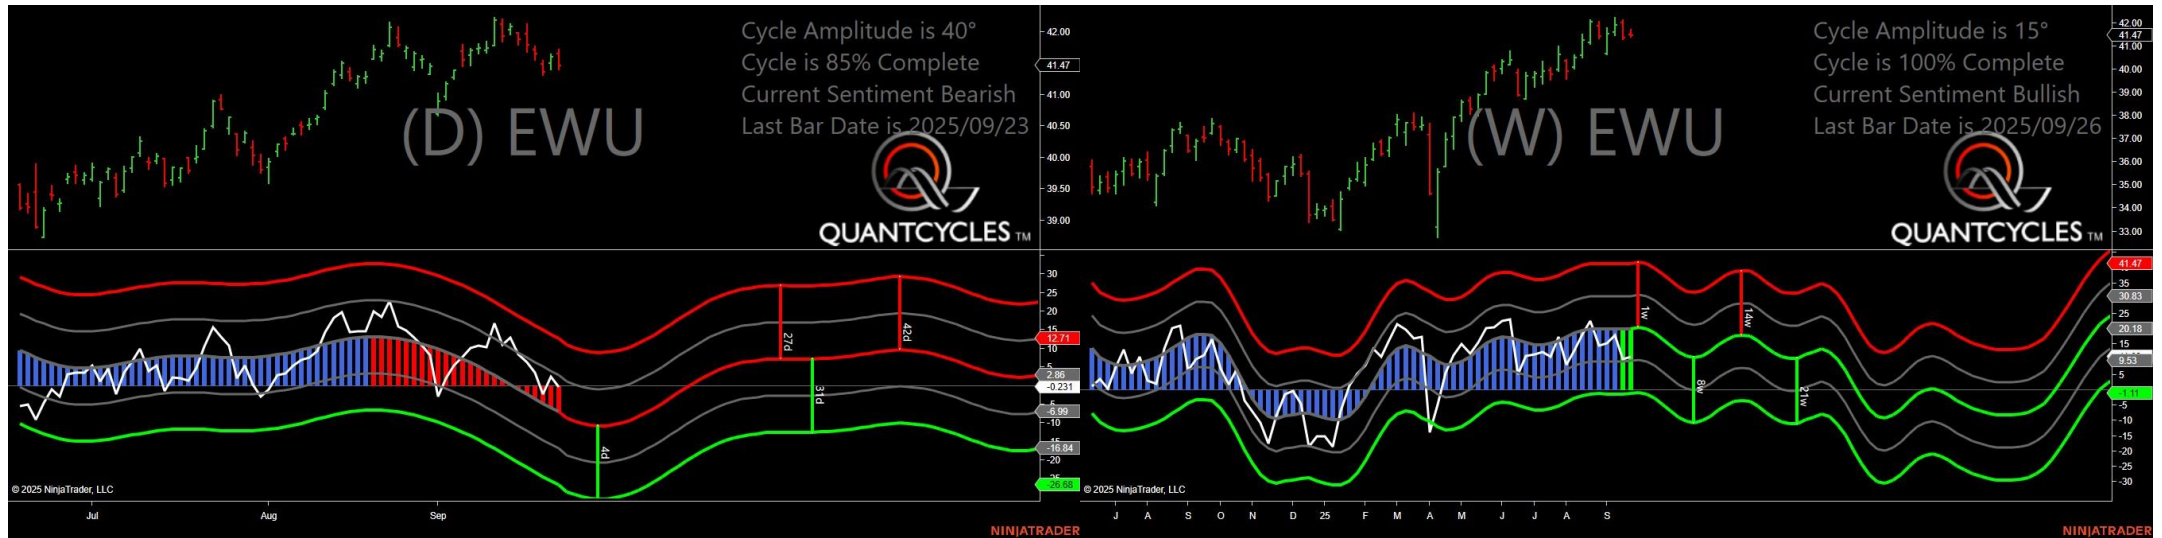 Cycle Amplitude is 40°
Cycle is 85% Complete
Current Sentiment Bearish
Last Bar Date is 2025/09/23
(D) EWU
QUANTCYCLES TM
42.00
41.47
41.00
40.50
40.00
39.50
39.00
30
25
20
15
12.71
10
2.86
-0.231
-6.99
-10
-16.84
-20
-26.68
27d
42d
31d
4d
© 2025 NinjaTrader, LLC
Jul Aug Sep
NINJATRADER
Cycle Amplitude is 15°
Cycle is 100% Complete
Current Sentiment Bullish
Last Bar Date is 2025/09/26
(W) EWU
QUANTCYCLES TM
42.00
41.47
41.00
40.00
39.00
38.00
37.00
36.00
35.00
34.00
33.00
41.47
35
30.83
25
20.18
15
9.53
5
-1.11
-5
-10
-15
-20
-25
-30
1w
14w
8w
21w
© 2025 NinjaTrader, LLC
J A S O N D 25 F M A M J J A S
NINJATRADER